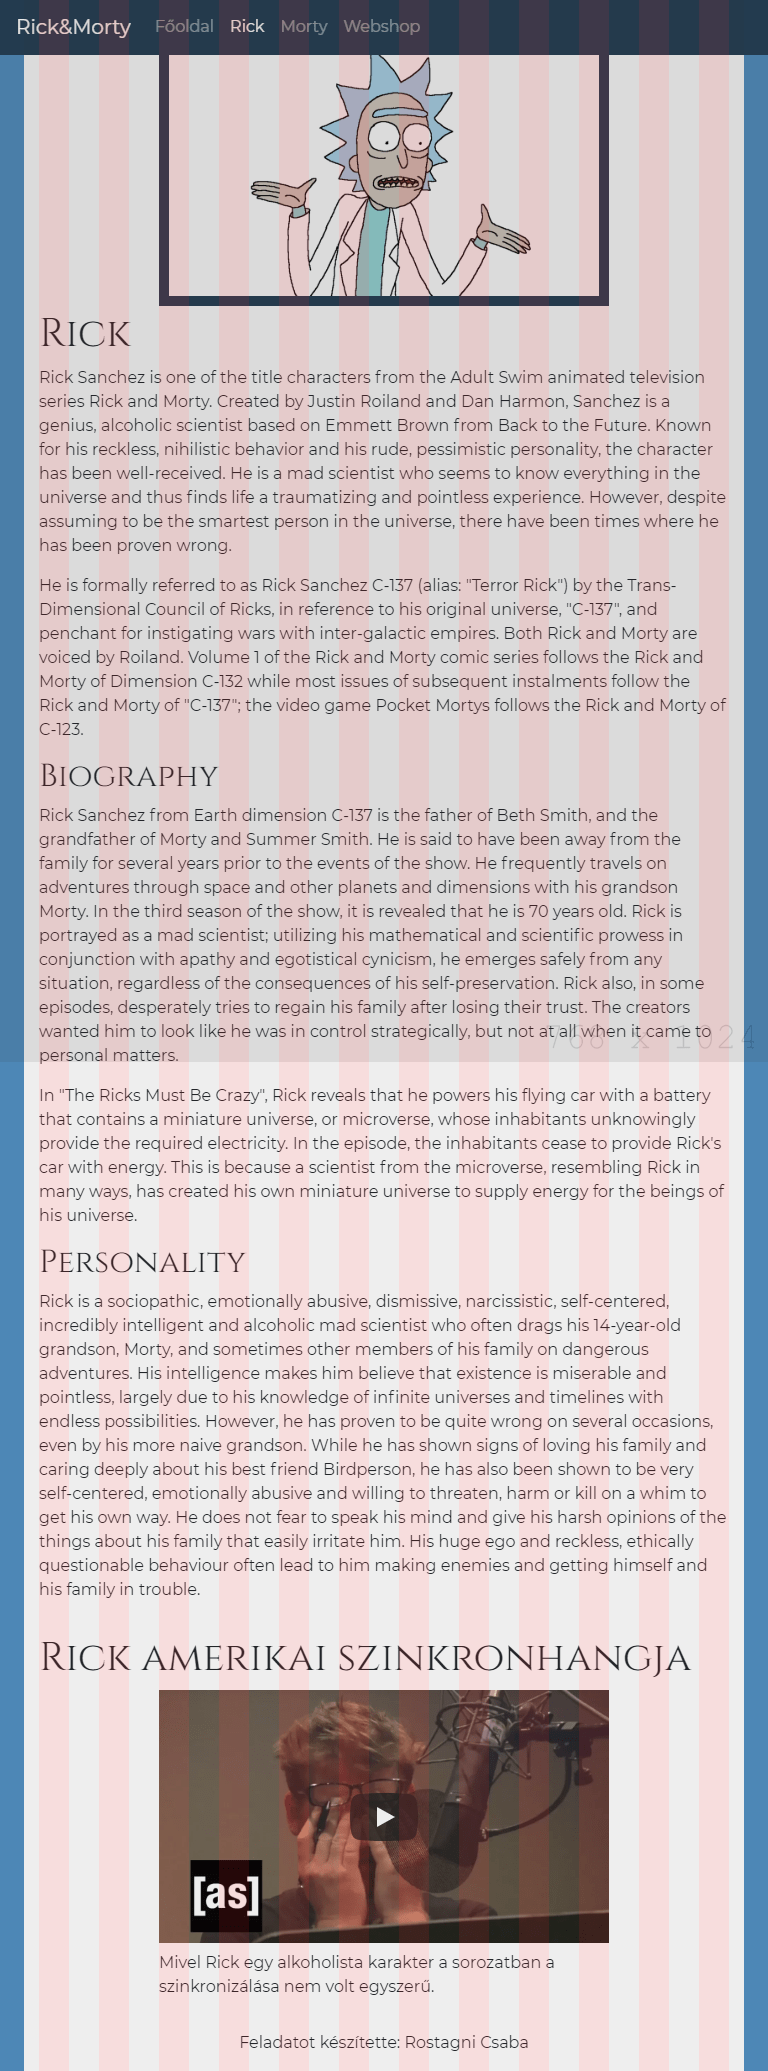 Rick&Morty Főoldal Rick Morty Webshop
Rick
Rick Sanchez is one of the title characters from the Adult Swim animated television
series Rick and Morty. Created by Justin Roiland and Dan Harmon, Sanchez is a
genius, alcoholic scientist based on Emmett Brown from Back to the Future. Known
for his reckless, nihilistic behavior and his rude, pessimistic personality, the character
has been well-received. He is a mad scientist who seems to know everything in the
universe and thus finds life a traumatizing and pointless experience. However, despite
assuming to be the smartest person in the universe, there have been times where he
has been proven wrong.
He is formally referred to as Rick Sanchez C-137 (alias: "Terror Rick") by the Trans-
Dimensional Council of Ricks, in reference to his original universe, "C-137", and
penchant for instigating wars with inter-galactic empires. Both Rick and Morty are
voiced by Roiland. Volume 1 of the Rick and Morty comic series follows the Rick and
Morty of Dimension C-132 while most issues of subsequent instalments follow the
Rick and Morty of "C-137"; the video game Pocket Mortys follows the Rick and Morty of
C-123.
Biography
Rick Sanchez from Earth dimension C-137 is the father of Beth Smith, and the
grandfather of Morty and Summer Smith. He is said to have been away from the
family for several years prior to the events of the show. He frequently travels on
adventures through space and other planets and dimensions with his grandson
Morty. In the third season of the show, it is revealed that he is 70 years old. Rick is
portrayed as a mad scientist; utilizing his mathematical and scientific prowess in
conjunction with apathy and egotistical cynicism, he emerges safely from any
situation, regardless of the consequences of his self-preservation. Rick also, in some
episodes, desperately tries to regain his family after losing their trust. The creators
wanted him to look like he was in control strategically, but not at all when it came to
768 x 1024
personal matters.
In "The Ricks Must Be Crazy", Rick reveals that he powers his flying car with a battery
that contains a miniature universe, or microverse, whose inhabitants unknowingly
provide the required electricity. In the episode, the inhabitants cease to provide Rick's
car with energy. This is because a scientist from the microverse, resembling Rick in
many ways, has created his own miniature universe to supply energy for the beings of
his universe.
Personality
Rick is a sociopathic, emotionally abusive, dismissive, narcissistic, self-centered,
incredibly intelligent and alcoholic mad scientist who often drags his 14-year-old
grandson, Morty, and sometimes other members of his family on dangerous
adventures. His intelligence makes him believe that existence is miserable and
pointless, largely due to his knowledge of infinite universes and timelines with
endless possibilities. However, he has proven to be quite wrong on several occasions,
even by his more naive grandson. While he has shown signs of loving his family and
caring deeply about his best friend Birdperson, he has also been shown to be very
self-centered, emotionally abusive and willing to threaten, harm or kill on a whim to
get his own way. He does not fear to speak his mind and give his harsh opinions of the
things about his family that easily irritate him. His huge ego and reckless, ethically
questionable behaviour often lead to him making enemies and getting himself and
his family in trouble.
Rick amerikai szinkronhangja
[as]
Mivel Rick egy alkoholista karakter a sorozatban a
szinkronizálása nem volt egyszerű.
Feladatot készítette: Rostagni Csaba